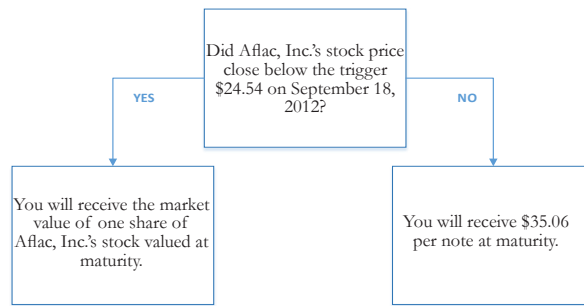 Did Aflac, Inc.'s stock price
close below the trigger
$24.54 on September 18,
2012?
YES
NO
You will receive the market
value of one share of
Aflac, Inc.'s stock valued at
maturity.
You will receive $35.06
per note at maturity.